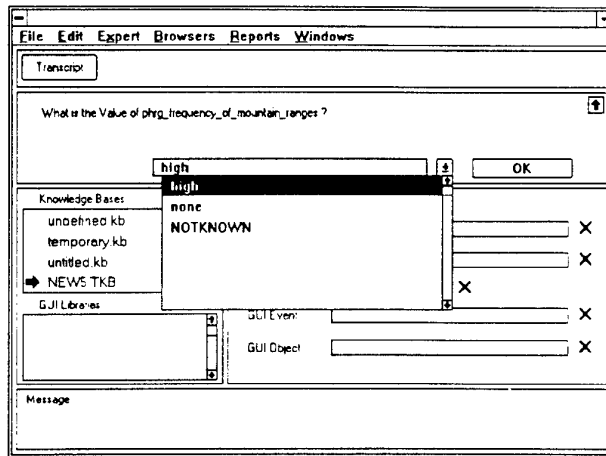 File Edit Expert Browsers Reports Windows
Transcript
What is the Value of phrg_frequency_of_mountain_ranges ?
high
OK
high
none
NOTKNOWN
Knowledge Bases
undefined.kb
temporary.kb
untitled.kb
NEWS.TKB
GUI Libraries
GUI Event
GUI Object
Message